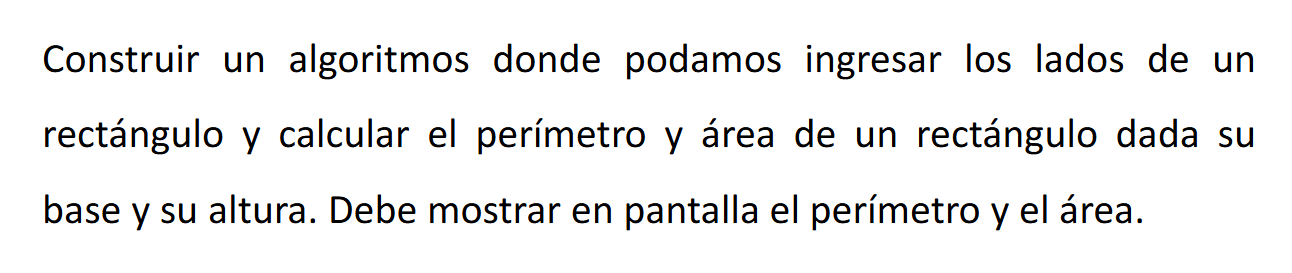 Construir un algoritmos donde podamos ingresar los lados de un
rectángulo y calcular el perímetro y área de un rectángulo dada su
base y su altura. Debe mostrar en pantalla el perímetro y el área.